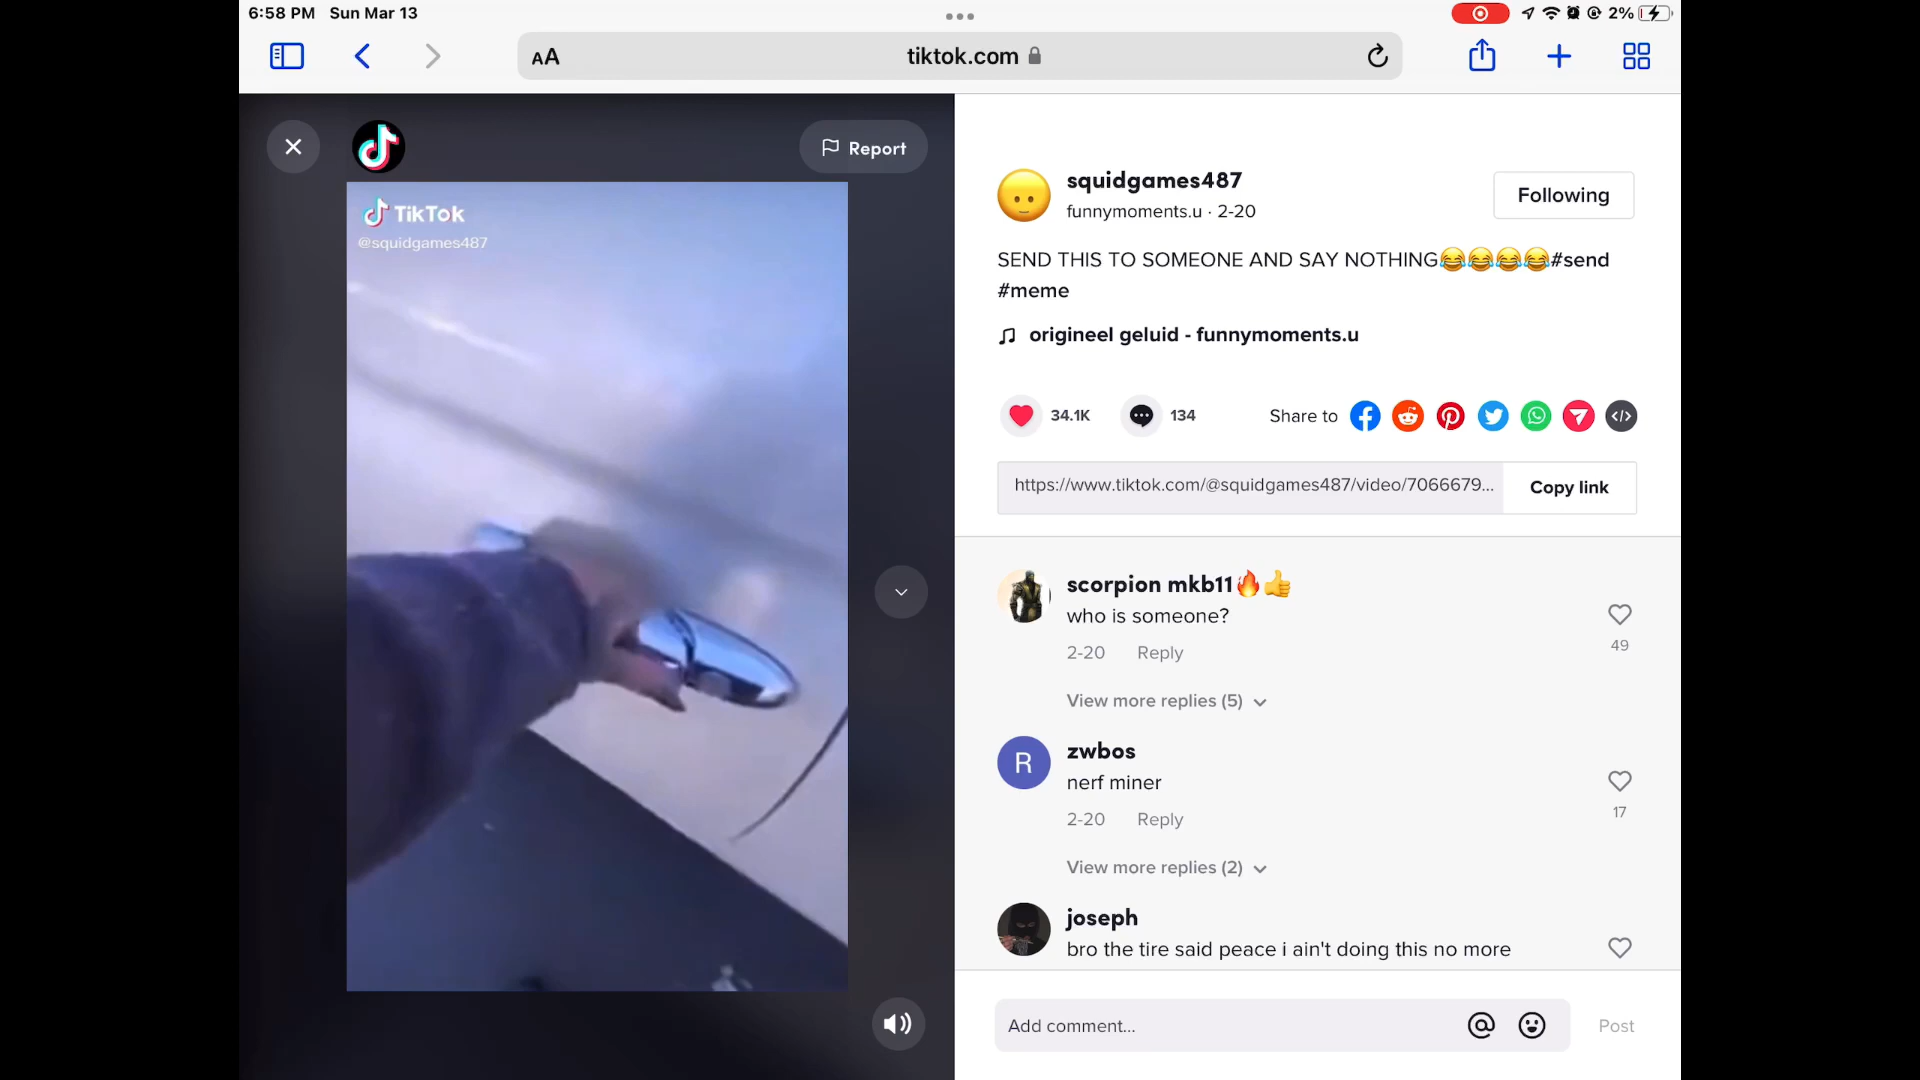 6:58 PM Sun Mar 13
2%
AA
tiktok.com
Report
TikTok
@squidgames487
squidgames487
funnymoments.u · 2-20
Following
SEND THIS TO SOMEONE AND SAY NOTHING😂😂😂😂#send
#meme
origineel geluid - funnymoments.u
34.1K
134
Share to
https://www.tiktok.com/@squidgames487/video/7066679...
Copy link
scorpion mkb11🔥👍
who is someone?
49
2-20 Reply
View more replies (5)
R
zwbos
nerf miner
17
2-20 Reply
View more replies (2)
joseph
bro the tire said peace i ain't doing this no more
Add comment...
Post